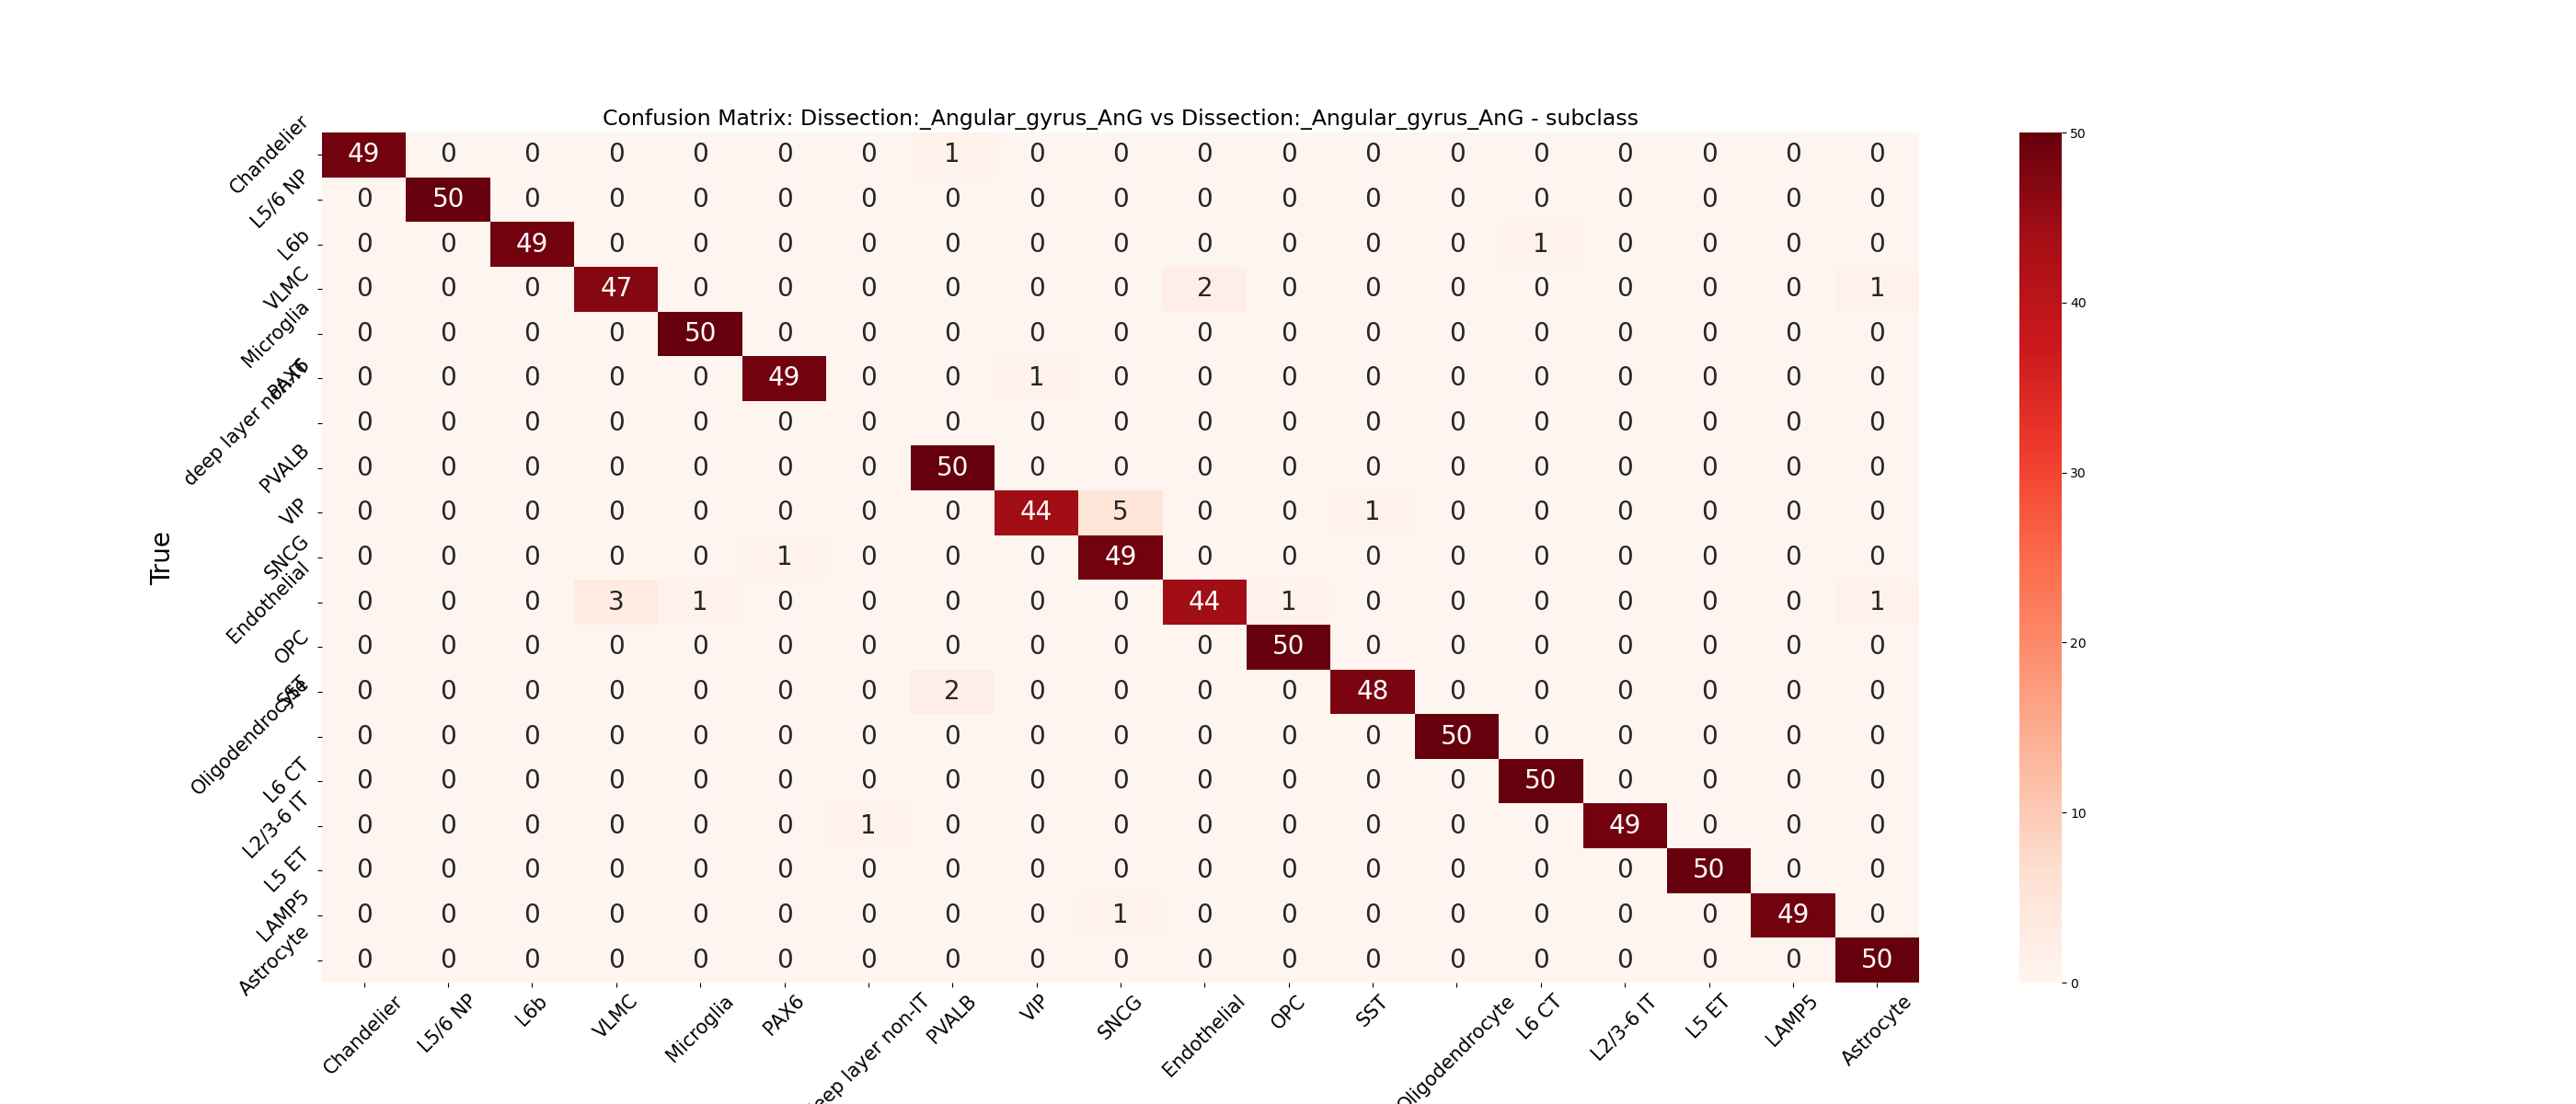 Confusion Matrix: Dissection:_Angular_gyrus_AnG vs Dissection:_Angular_gyrus_AnG - subclass
True
Chandelier 49 0 0 0 0 0 0 1 0 0 0 0 0 0 0 0 0 0 0
L5/6 NP 0 50 0 0 0 0 0 0 0 0 0 0 0 0 0 0 0 0 0
L6b 0 0 49 0 0 0 0 0 0 0 0 0 0 0 1 0 0 0 0
VLMC 0 0 0 47 0 0 0 0 0 0 2 0 0 0 0 0 0 0 1
Microglia 0 0 0 0 50 0 0 0 0 0 0 0 0 0 0 0 0 0 0
PAX6 0 0 0 0 0 49 0 0 1 0 0 0 0 0 0 0 0 0 0
deep layer non-IT 0 0 0 0 0 0 0 0 0 0 0 0 0 0 0 0 0 0 0
PVALB 0 0 0 0 0 0 0 50 0 0 0 0 0 0 0 0 0 0 0
VIP 0 0 0 0 0 0 0 0 44 5 0 0 1 0 0 0 0 0 0
SNCG 0 0 0 0 0 1 0 0 0 49 0 0 0 0 0 0 0 0 0
Endothelial 0 0 0 3 1 0 0 0 0 0 44 1 0 0 0 0 0 0 1
OPC 0 0 0 0 0 0 0 0 0 0 0 50 0 0 0 0 0 0 0
SST 0 0 0 0 0 0 0 2 0 0 0 0 48 0 0 0 0 0 0
Oligodendrocyte 0 0 0 0 0 0 0 0 0 0 0 0 0 50 0 0 0 0 0
L6 CT 0 0 0 0 0 0 0 0 0 0 0 0 0 0 50 0 0 0 0
L2/3-6 IT 0 0 0 0 0 0 1 0 0 0 0 0 0 0 0 49 0 0 0
L5 ET 0 0 0 0 0 0 0 0 0 0 0 0 0 0 0 0 50 0 0
LAMP5 0 0 0 0 0 0 0 0 0 1 0 0 0 0 0 0 0 49 0
Astrocyte 0 0 0 0 0 0 0 0 0 0 0 0 0 0 0 0 0 0 50
Chandelier L5/6 NP L6b VLMC Microglia PAX6 eep layer non-IT PVALB VIP SNCG Endothelial OPC SST Oligodendrocyte L6 CT L2/3-6 IT L5 ET LAMP5 Astrocyte
50
40
30
20
10
0